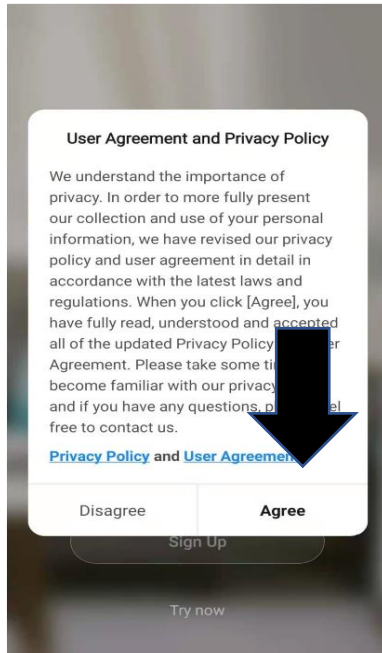 User Agreement and Privacy Policy
We understand the importance of
privacy. In order to more fully present
our collection and use of your personal
information, we have revised our privacy
policy and user agreement in detail in
accordance with the latest laws and
regulations. When you click [Agree], you
have fully read, understood and accepted
all of the updated Privacy Policy
Agreement. Please take some
become familiar with our privacy
and if you have any questions,
free to contact us.
Privacy Policy and User Agreement
Disagree
Agree
Sign Up
Try now